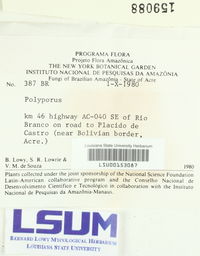 159088
PROGRAMA FLORA
Projeto Flora Amazônica
THE NEW YORK BOTANICAL GARDEN
INSTITUTO NACIONAL DE PESQUISAS DA AMAZÔNIA
Fungi of Brazilian Amazônia - State of Acre
No. 387 BR 1-X-1980
Polyporus
km 46 highway AC-040 SE of Rio
Branco on road to Placido de
Castro (near Bolivian border,
Acre.)
Louisiana State University Herbarium
LSU00153087
B. Lowy, S. R. Lowrie &
V. M. de Souza
1980
Plants collected under the joint sponsorship of the National Science Foundation
Latin-American collaborative program and the Conselho Nacional de
Desenvolvimento Científico e Tecnológico in collaboration with the Instituto
Nacional de Pesquisas da Amazônia-Manaus.
LSUM
BERNARD LOWY MYCOLOGICAL HERBARIUM
LOUISIANA STATE UNIVERSITY